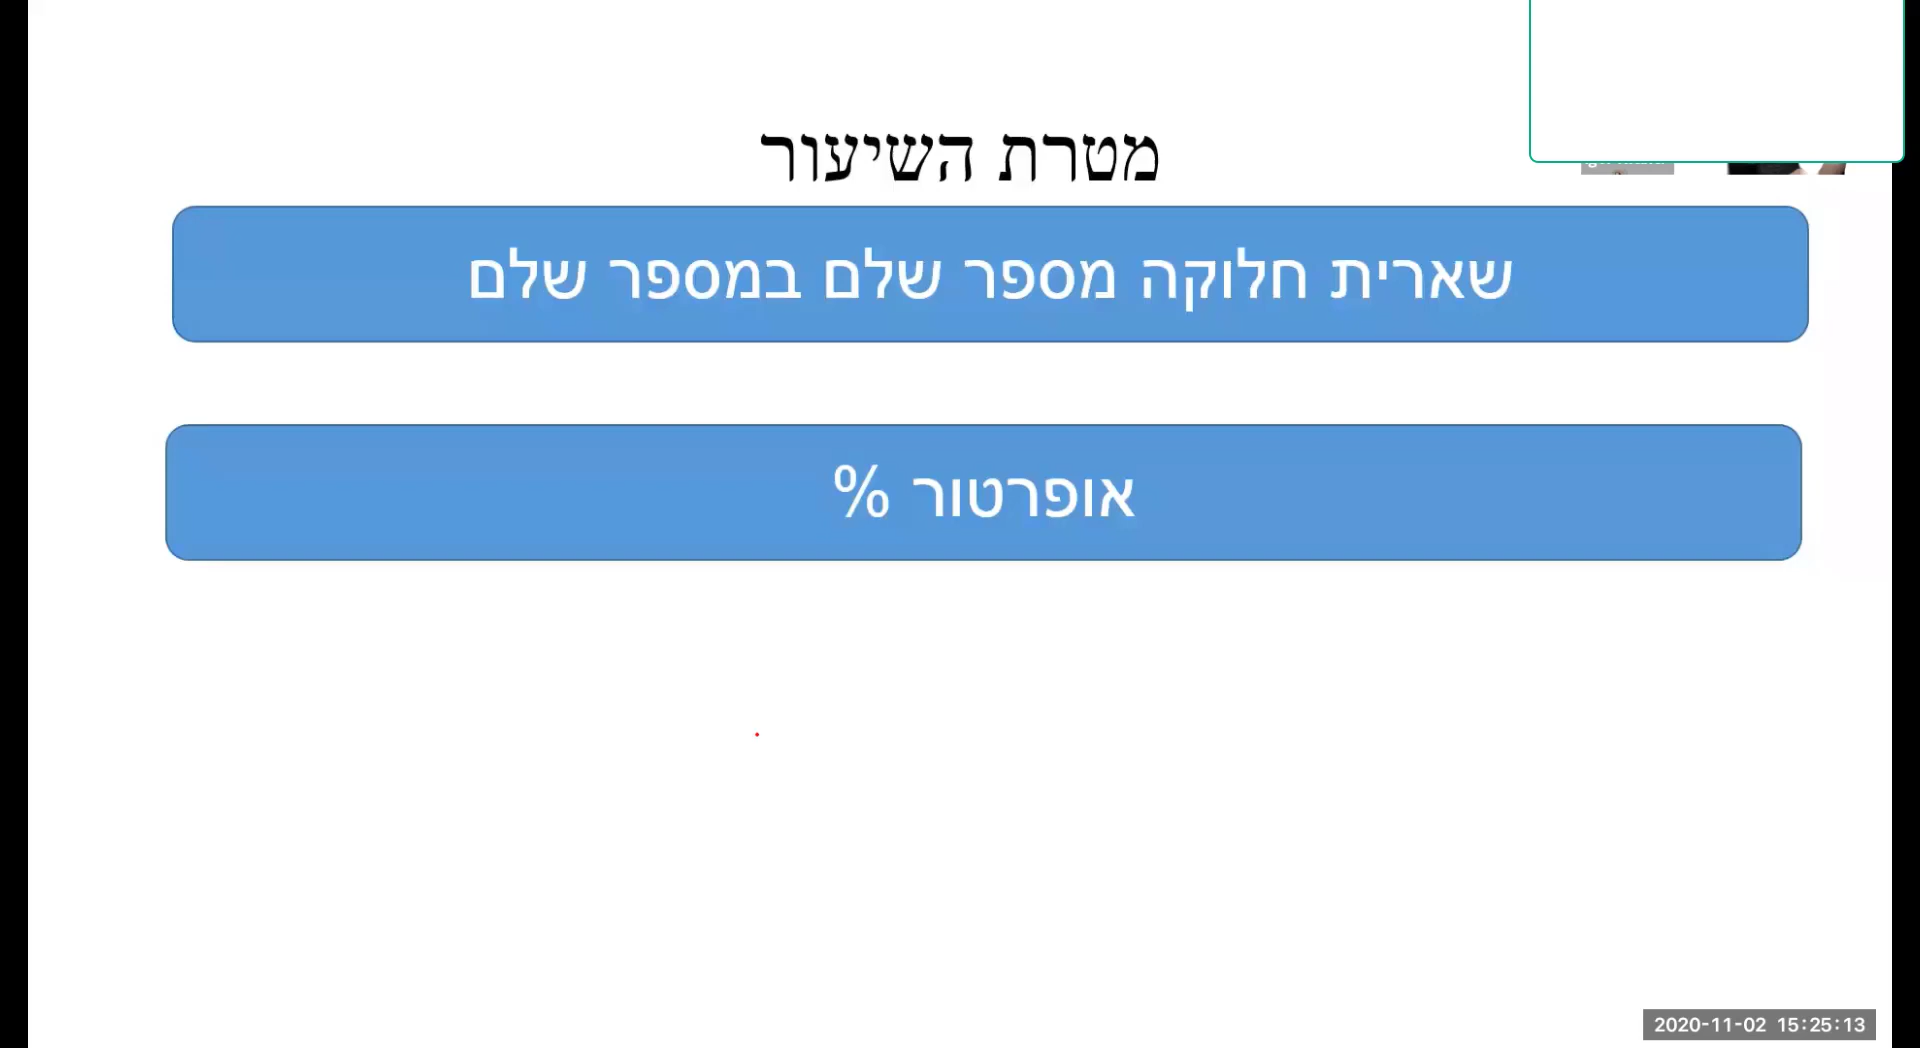 מטרת השיעור
שארית חלוקה מספר שלם במספר שלם
אופרטור %
2020-11-02 15:25:13